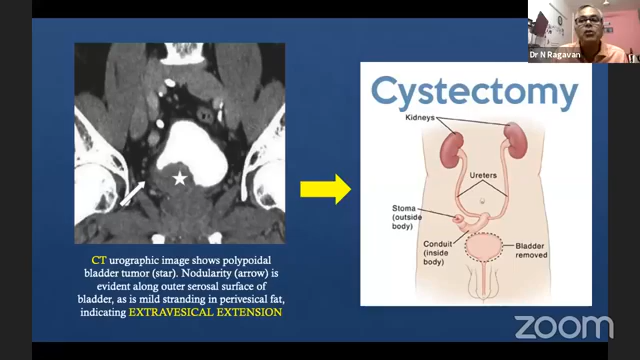 Dr N Ragavan
Cystectomy
Kidneys
Ureters
Stoma
(outside
body)
Conduit
(inside
body)
Bladder
removed
CT urographic image shows polypoidal
bladder tumor (star). Nodularity (arrow) is
evident along outer serosal surface of
bladder, as is mild stranding in perivesical fat,
indicating EXTRAVESICAL EXTENSION
zoom